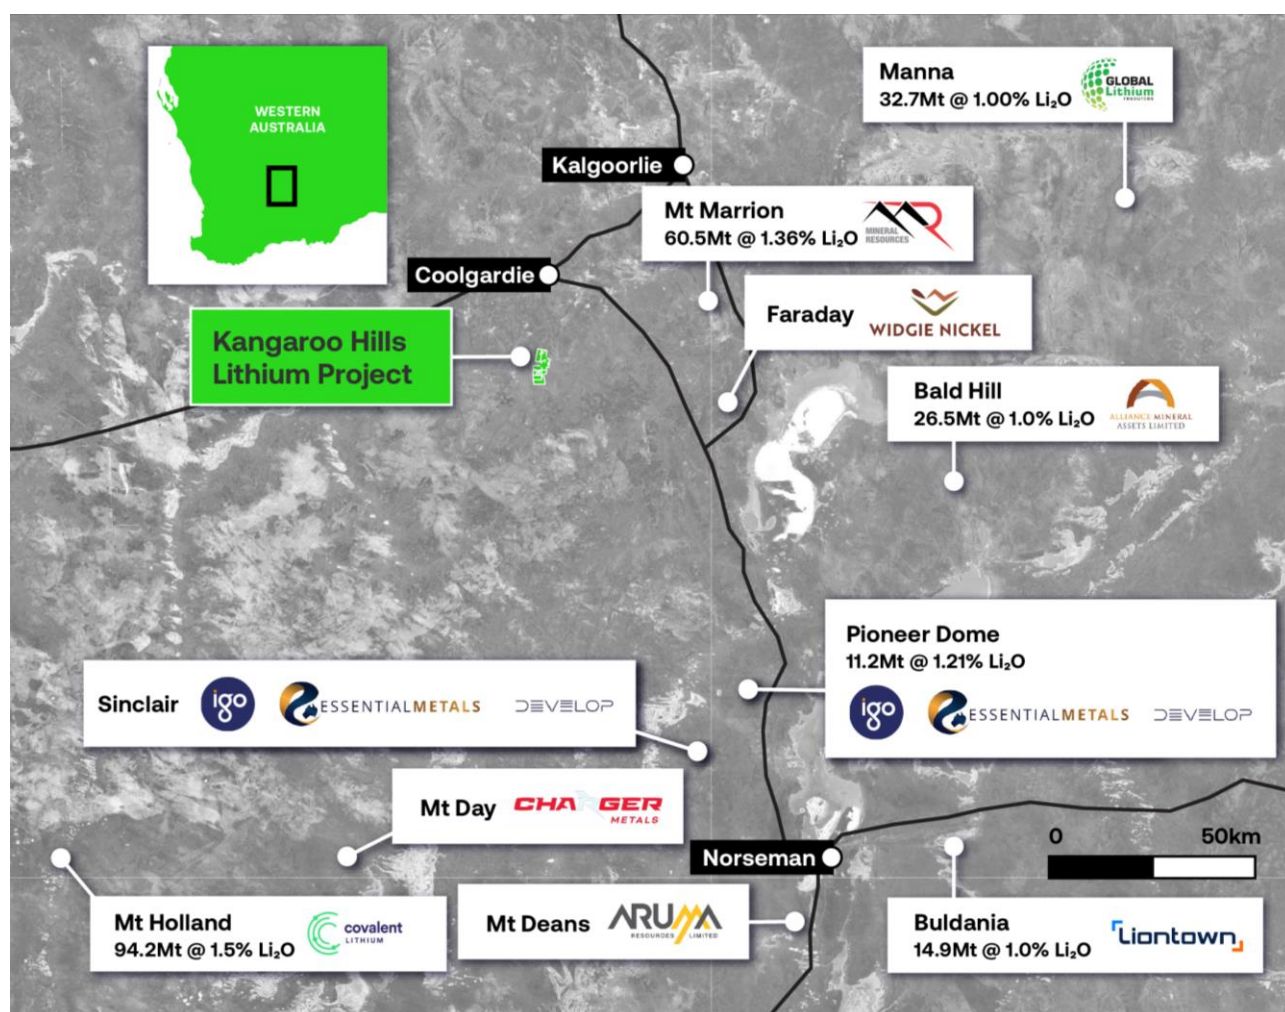 WESTERN
AUSTRALIA
Manna
32.7Mt @ 1.00% Li₂O
GLOBAL
Lithium
RESOURCES
Kalgoorlie
Mt Marrion
60.5Mt @ 1.36% Li₂O
MINERAL
RESOURCES
Coolgardie
Faraday
WIDGIE NICKEL
Kangaroo Hills
Lithium Project
Bald Hill
26.5Mt @ 1.0% Li₂O
ALLIANCE MINERAL
ASSETS LIMITED
Pioneer Dome
11.2Mt @ 1.21% Li₂O
igo
ESSENTIALMETALS
DEVELOP
Sinclair
igo
ESSENTIALMETALS
DEVELOP
Mt Day
CHARGER
METALS
Norseman
0 50km
Mt Holland
94.2Mt @ 1.5% Li₂O
covalent
LITHIUM
Mt Deans
ARUMA
RESOURCES LIMITED
Buldania
14.9Mt @ 1.0% Li₂O
Liontown